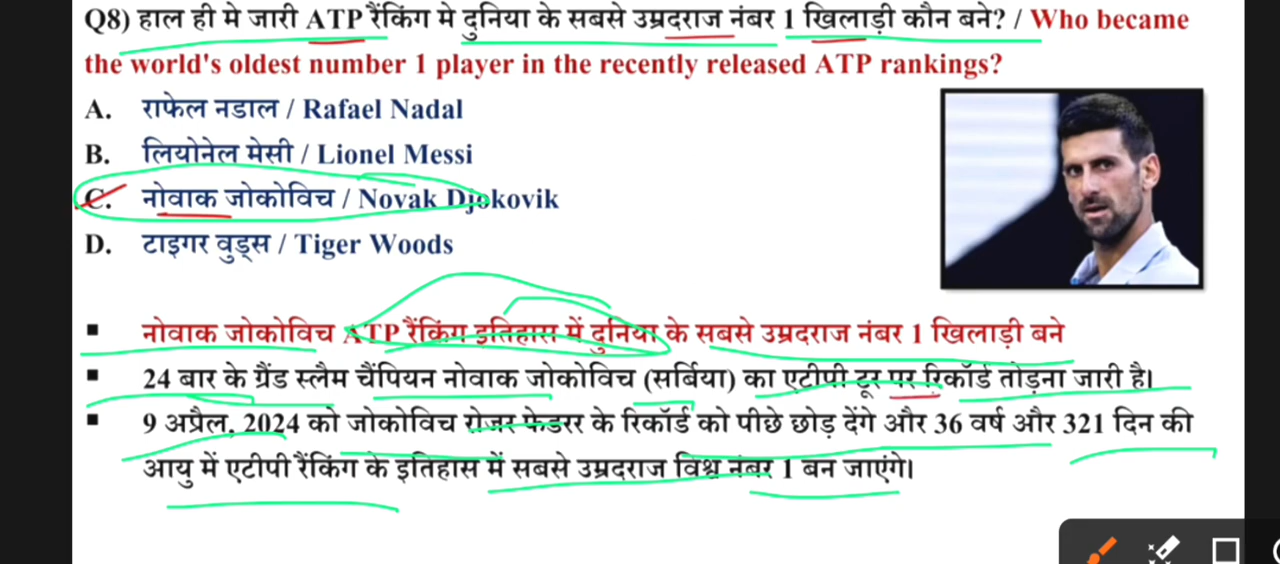 Q8) हाल ही मे जारी ATP रैंकिंग मे दुनिया के सबसे उम्रदराज नंबर 1 खिलाड़ी कौन बने? / Who became
the world's oldest number 1 player in the recently released ATP rankings?
A. राफेल नडाल / Rafael Nadal
B. लियोनेल मेसी / Lionel Messi
C. नोवाक जोकोविच / Novak Djokovik
D. टाइगर वुड्स / Tiger Woods
▪ नोवाक जोकोविच ATP रैंकिंग इतिहास में दुनिया के सबसे उम्रदराज नंबर 1 खिलाड़ी बने
▪ 24 बार के ग्रैंड स्लैम चैंपियन नोवाक जोकोविच (सर्बिया) का एटीपी टूर पर रिकॉर्ड तोड़ना जारी है।
▪ 9 अप्रैल, 2024 को जोकोविच रोजर फेडरर के रिकॉर्ड को पीछे छोड़ देंगे और 36 वर्ष और 321 दिन की
आयु में एटीपी रैंकिंग के इतिहास में सबसे उम्रदराज विश्व नंबर 1 बन जाएंगे।